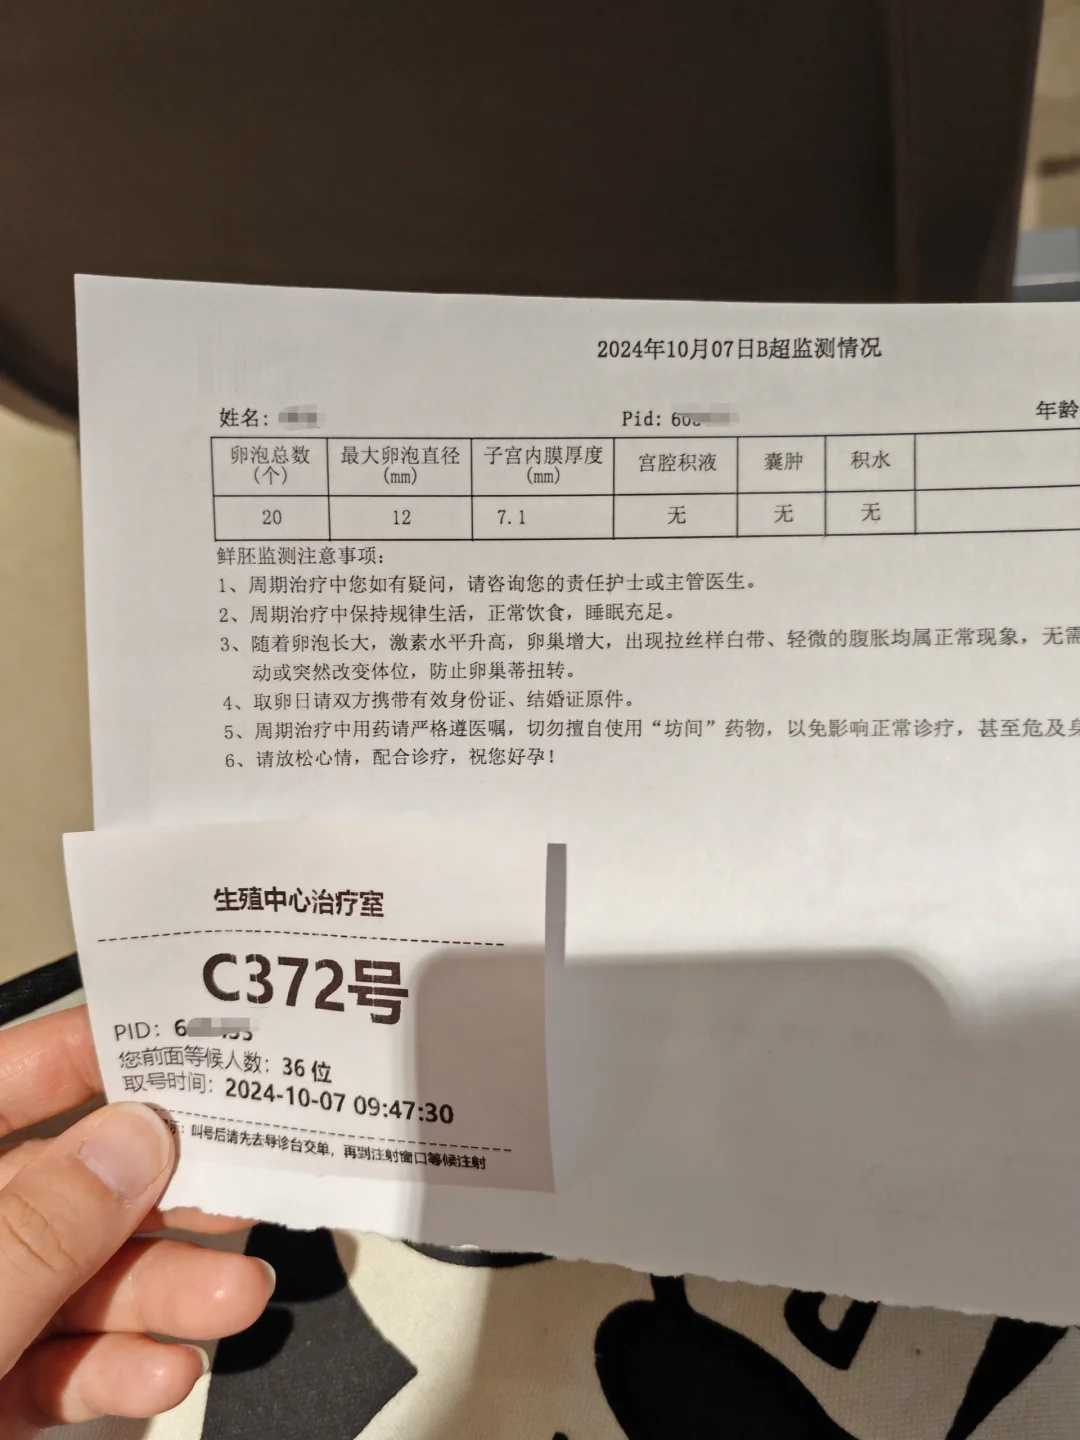 2024年10月07日B超监测情况
姓名: Pid: 60 年龄
卵泡总数(个) 最大卵泡直径(mm) 子宫内膜厚度(mm) 宫腔积液 囊肿 积水
20 12 7.1 无 无 无
鲜胚监测注意事项:
1、周期治疗中您如有疑问，请咨询您的责任护士或主管医生。
2、周期治疗中保持规律生活，正常饮食，睡眠充足。
3、随着卵泡长大，激素水平升高，卵巢增大，出现拉丝样白带、轻微的腹胀均属正常现象，无需
动或突然改变体位，防止卵巢蒂扭转。
4、取卵日请双方携带有效身份证、结婚证原件。
5、周期治疗中用药请严格遵医嘱，切勿擅自使用“坊间”药物，以免影响正常诊疗，甚至危及身
6、请放松心情，配合诊疗，祝您好孕!
生殖中心治疗室
C372号
PID: 6
您前面等候人数: 36 位
取号时间: 2024-10-07 09:47:30
示: 叫号后请先去导诊台交单，再到注射窗口等候注射